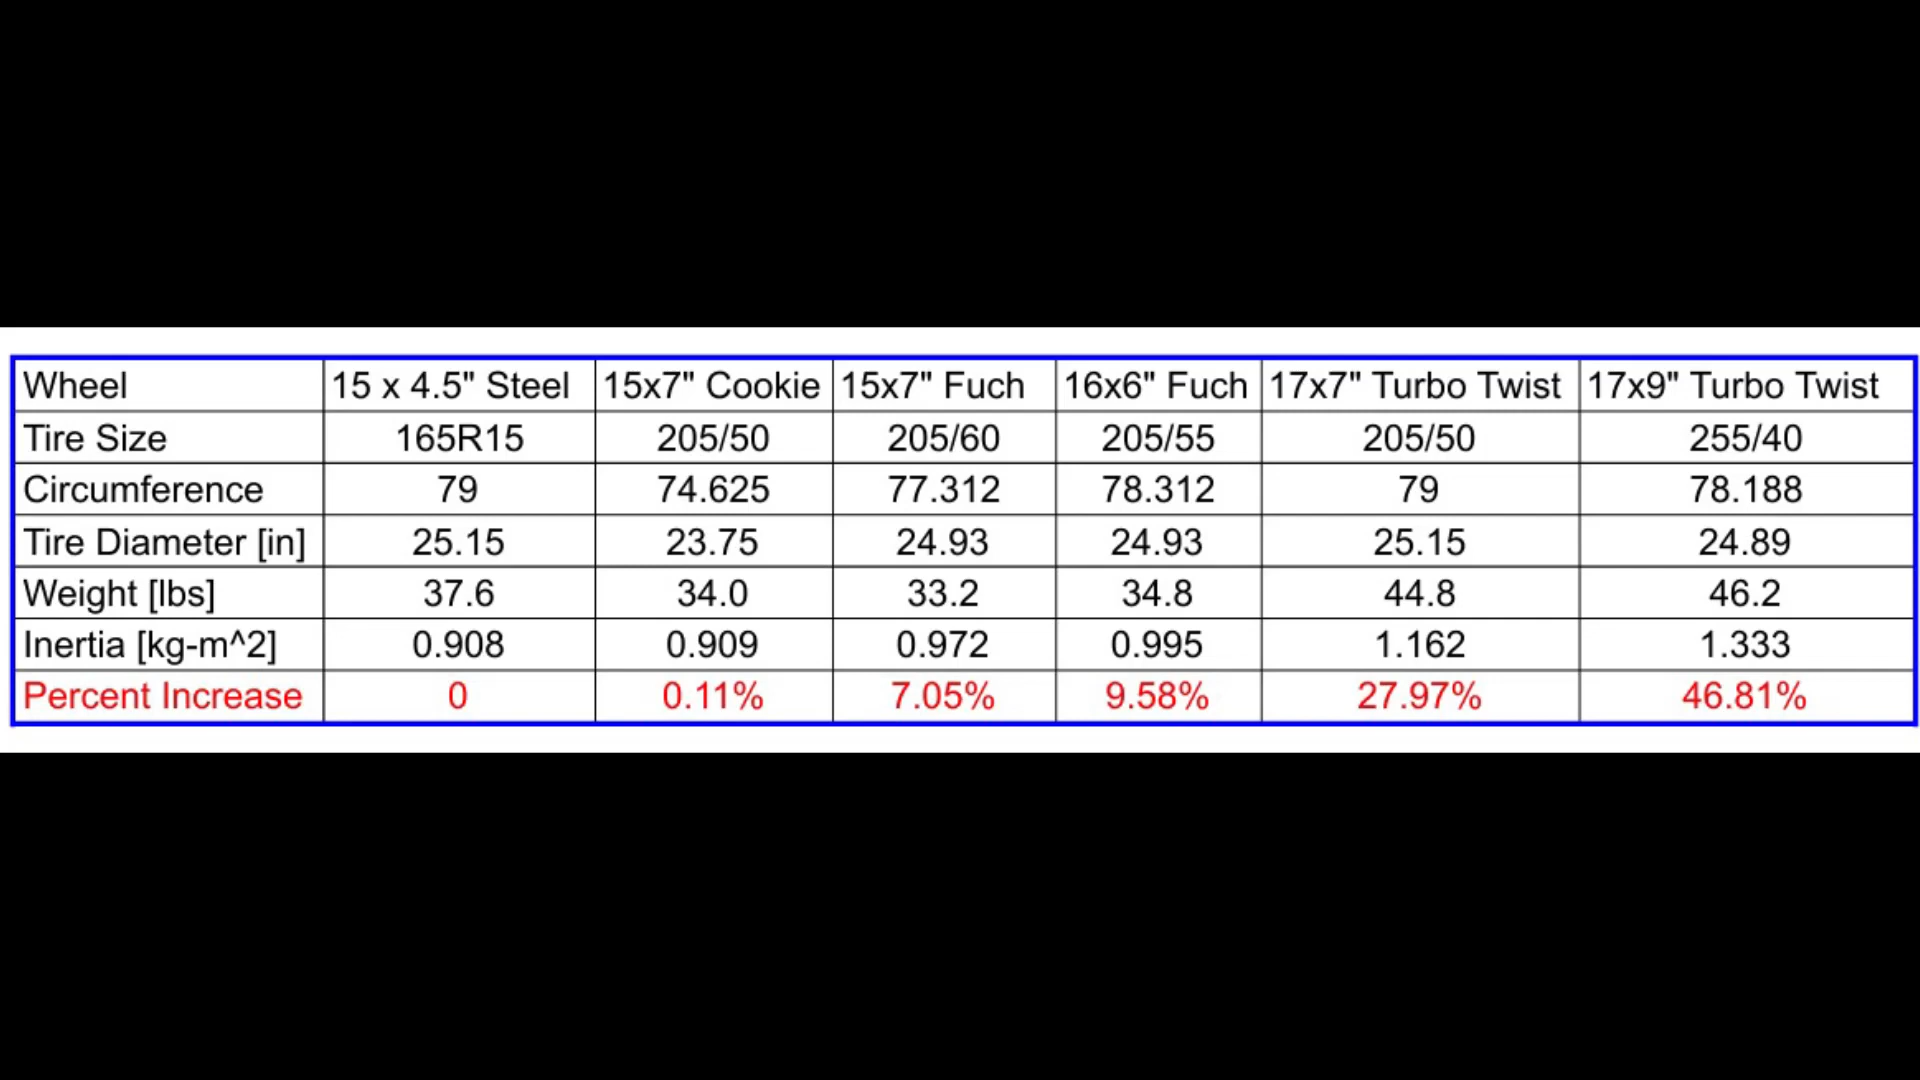 Wheel 15 x 4.5" Steel 15x7" Cookie 15x7" Fuch 16x6" Fuch 17x7" Turbo Twist 17x9" Turbo Twist
Tire Size 165R15 205/50 205/60 205/55 205/50 255/40
Circumference 79 74.625 77.312 78.312 79 78.188
Tire Diameter [in] 25.15 23.75 24.93 24.93 25.15 24.89
Weight [lbs] 37.6 34.0 33.2 34.8 44.8 46.2
Inertia [kg-m^2] 0.908 0.909 0.972 0.995 1.162 1.333
Percent Increase 0 0.11% 7.05% 9.58% 27.97% 46.81%